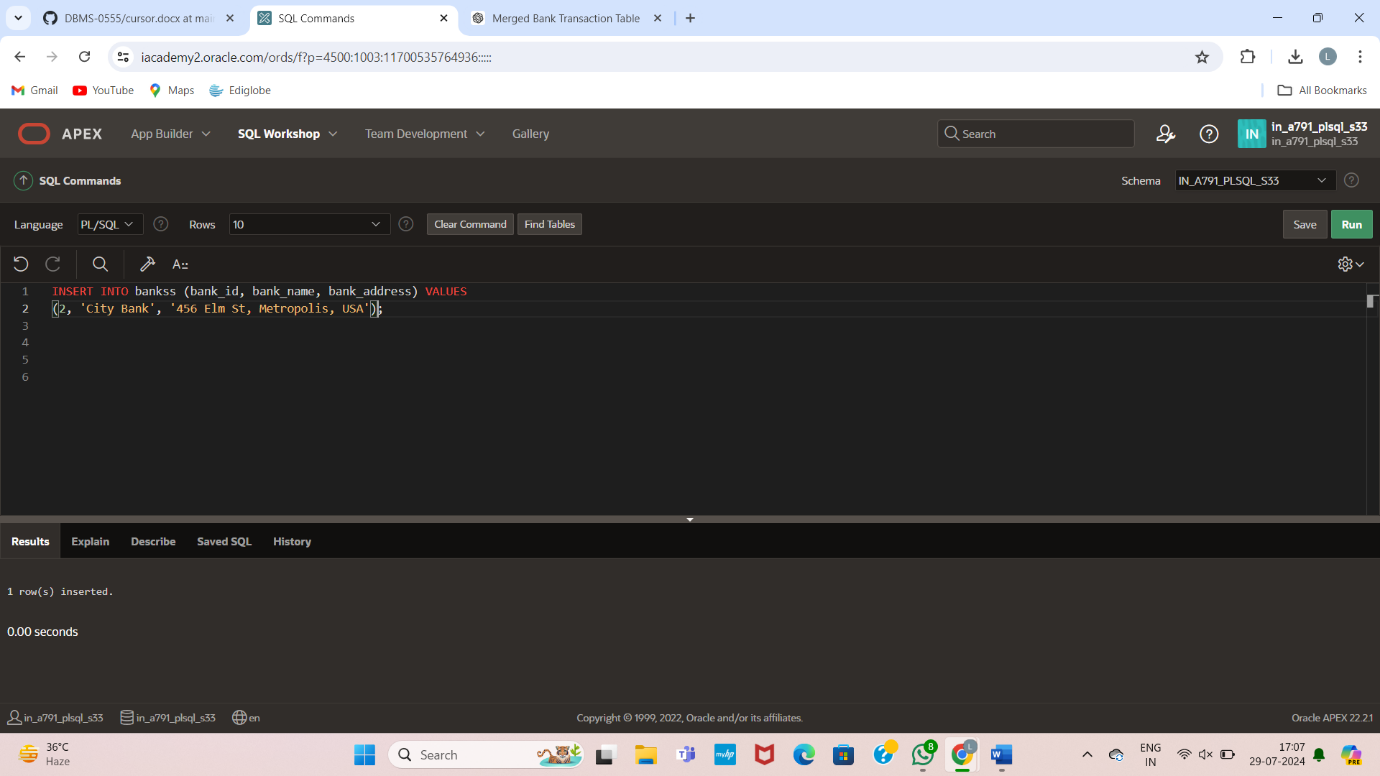 DBMS-0555/cursor.docx at mai
SQL Commands
Merged Bank Transaction Table
iacademy2.oracle.com/ords/f?p=4500:1003:11700535764936:::::
L
Gmail
YouTube
Maps
Ediglobe
All Bookmarks
APEX
App Builder
SQL Workshop
Team Development
Gallery
Search
IN
in_a791_plsql_s33
in_a791_plsql_s33
SQL Commands
Schema
IN_A791_PLSQL_S33
Language
PL/SQL
Rows
10
Clear Command
Find Tables
Save
Run
A::
1 INSERT INTO bankss (bank_id, bank_name, bank_address) VALUES
2 (2, 'City Bank', '456 Elm St, Metropolis, USA');
3
4
5
6
Results
Explain
Describe
Saved SQL
History
1 row(s) inserted.
0.00 seconds
in_a791_plsql_s33
in_a791_plsql_s33
en
Copyright © 1999, 2022, Oracle and/or its affiliates.
Oracle APEX 22.2.1
36°C
Haze
Search
myhp
8
L
ENG
IN
17:07
29-07-2024
PRE